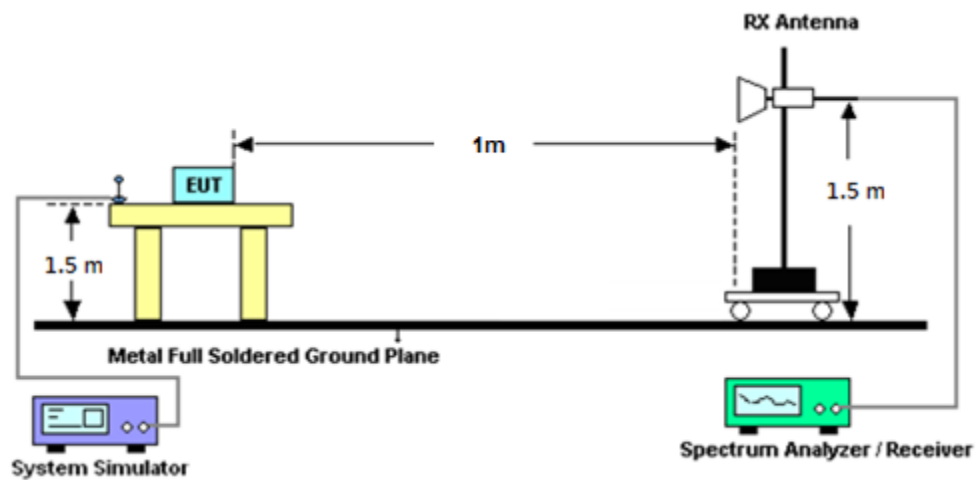 RX Antenna
1m
EUT
1.5 m
1.5 m
Metal Full Soldered Ground Plane
System Simulator
Spectrum Analyzer / Receiver